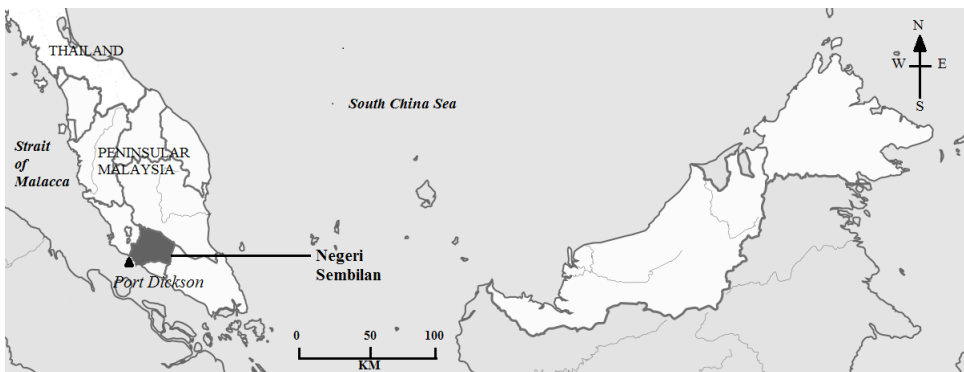 THAILAND
N
W
E
S
South China Sea
Strait
of
Malacca
PENINSULAR
MALAYSIA
Negeri
Sembilan
Port Dickson
0
50
100
KM